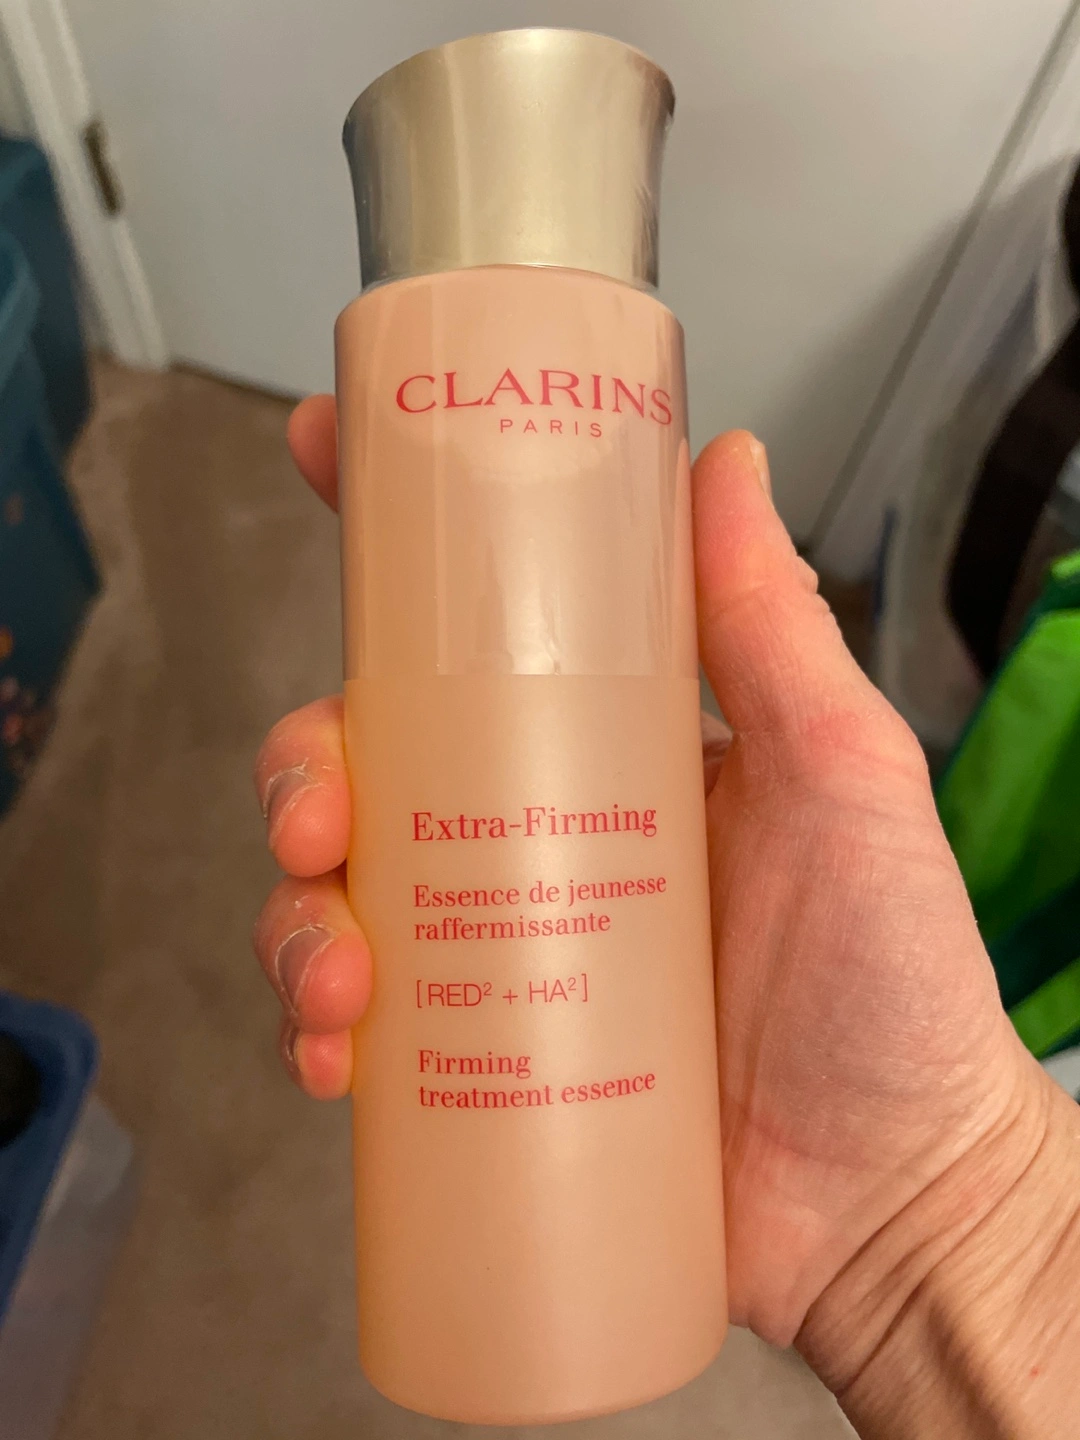 CLARINS
PARIS
Extra-Firming
Essence de jeunesse
raffermissante
[RED² + HA²]
Firming
treatment essence